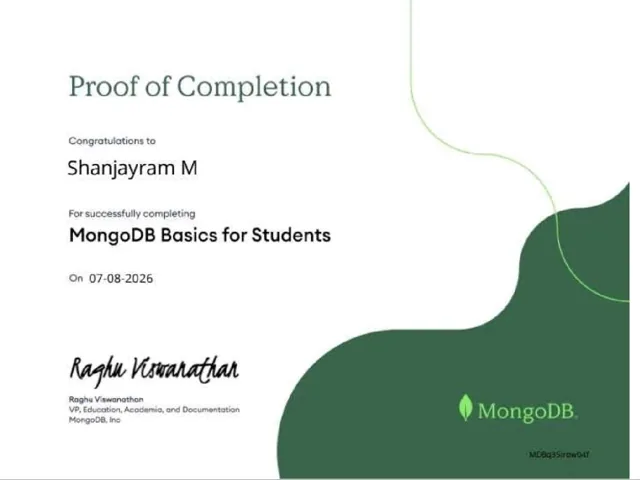 Proof of Completion
Congratulations to
Shanjayram M
For successfully completing
MongoDB Basics for Students
On 07-08-2026
Raghu Viswanathan
Raghu Viswanathan
VP, Education, Academia, and Documentation
MongoDB, Inc
MongoDB.